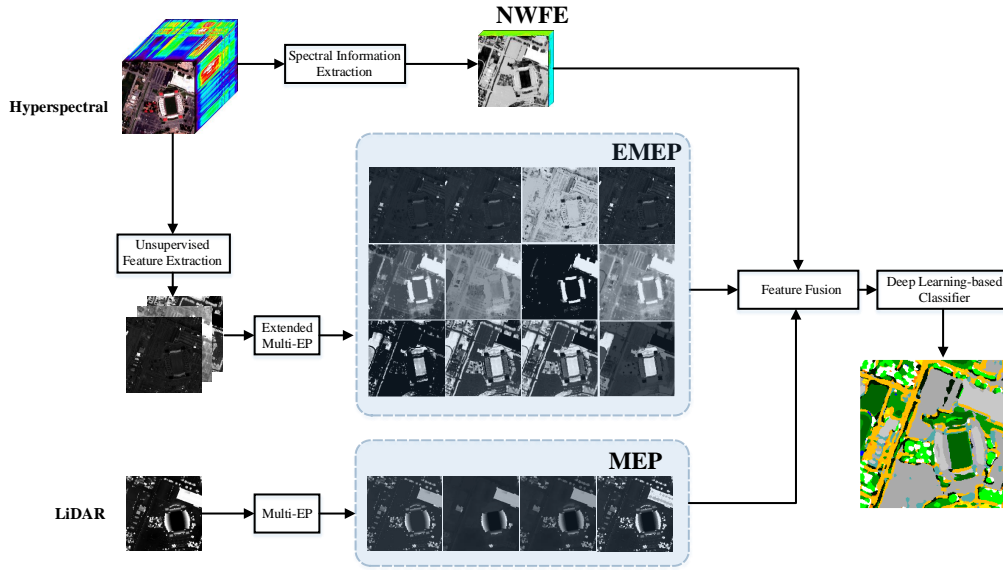 NWFE
Spectral Information
Extraction
Hyperspectral
EMEP
Unsupervised
Feature Extraction
Extended
Multi-EP
Feature Fusion
Deep Learning-based
Classifier
MEP
LiDAR
Multi-EP